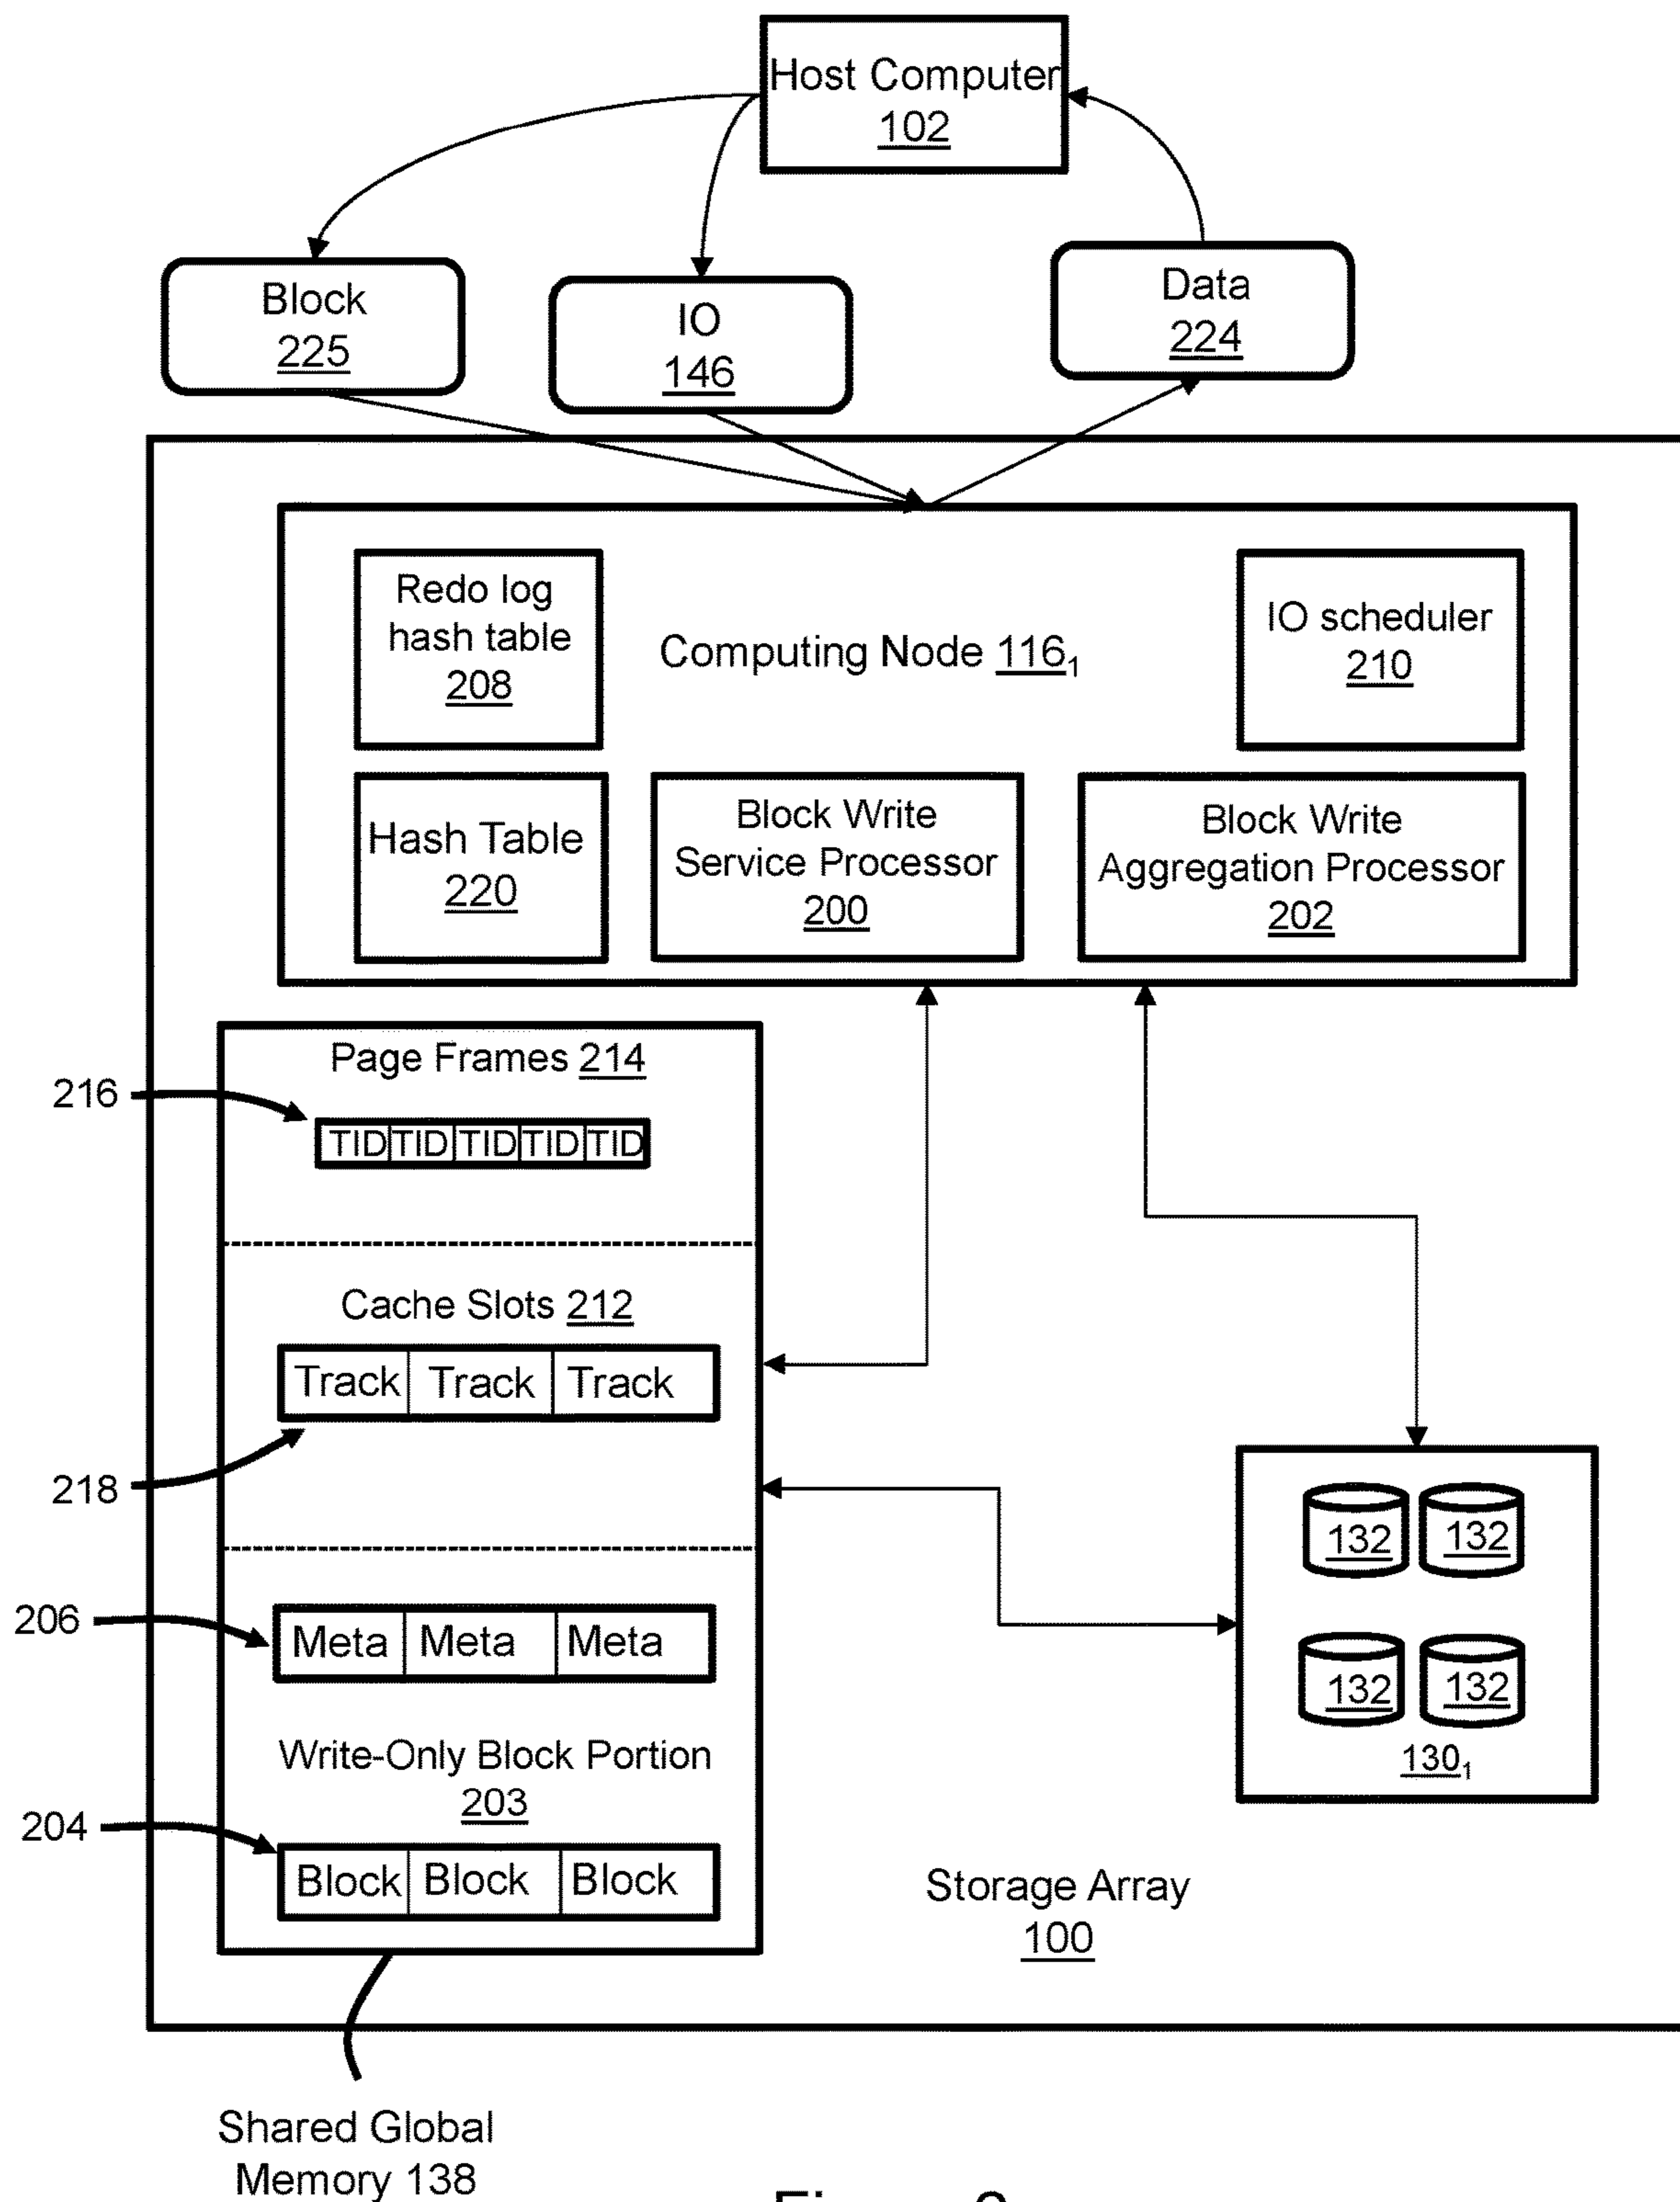 Host Computer
102
Block
225
IO
146
Data
224
Redo log
hash table
208
Computing Node 116₁
IO scheduler
210
Hash Table
220
Block Write
Service Processor
200
Block Write
Aggregation Processor
202
Page Frames 214
216
TID TID TID TID TID
Cache Slots 212
Track Track Track
218
132 132
206
Meta Meta Meta
132 132
130₁
Write-Only Block Portion
203
204
Block Block Block
Storage Array
100
Shared Global
Memory 138